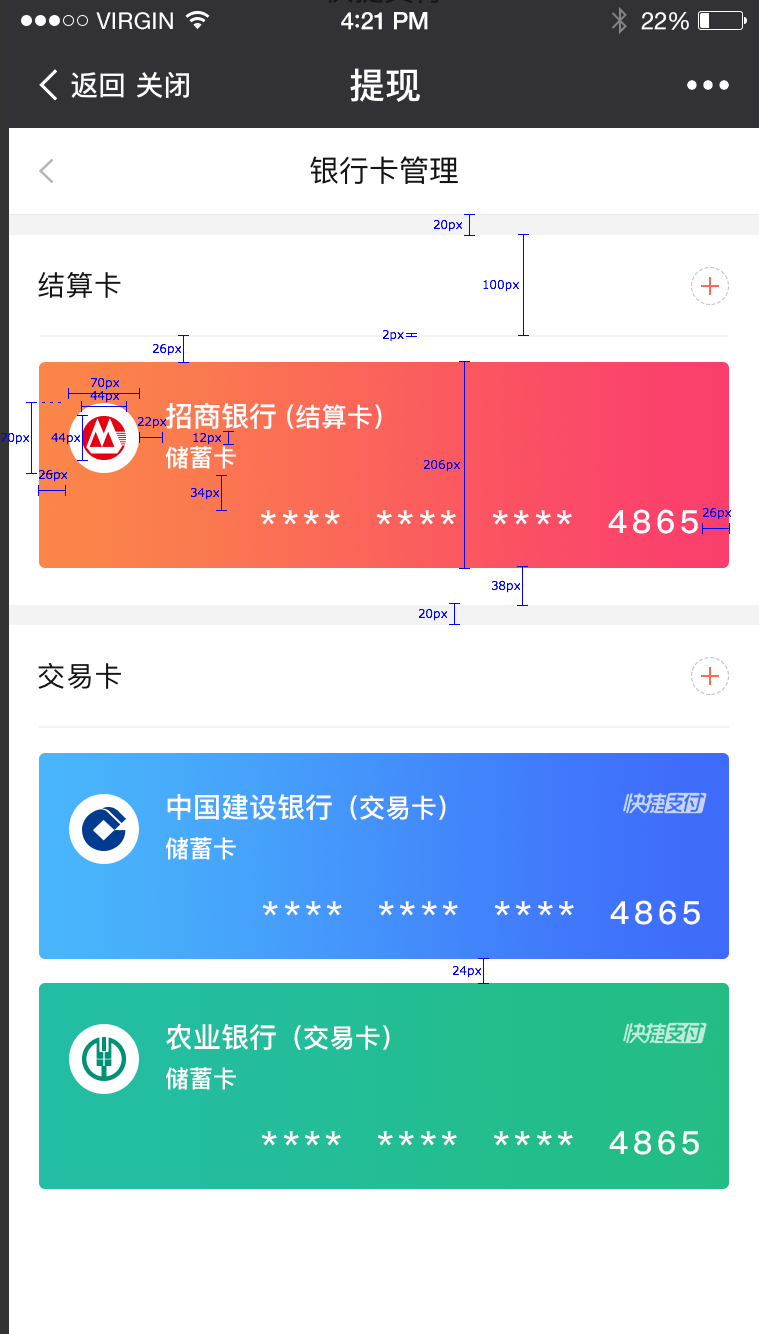 VIRGIN 4:21 PM 22%
返回 关闭 提现
银行卡管理
20px
结算卡
100px
2px
26px
70px
44px
招商银行 (结算卡)
22px
70px
44px
12px
储蓄卡
206px
26px
34px
**** **** **** 4865
26px
38px
20px
交易卡
中国建设银行（交易卡）
快捷支付
储蓄卡
**** **** **** 4865
24px
农业银行（交易卡）
快捷支付
储蓄卡
**** **** **** 4865